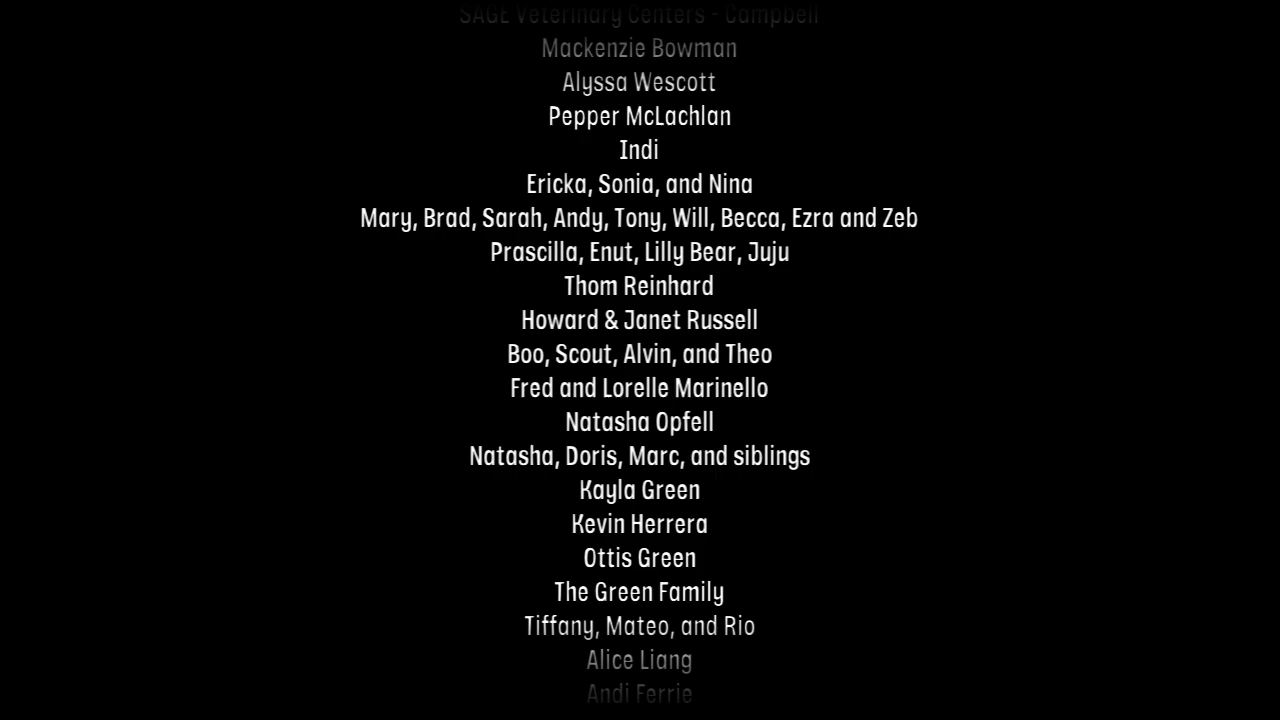 SAGE Veterinary Centers - Campbell
Mackenzie Bowman
Alyssa Wescott
Pepper McLachlan
Indi
Ericka, Sonia, and Nina
Mary, Brad, Sarah, Andy, Tony, Will, Becca, Ezra and Zeb
Prascilla, Enut, Lilly Bear, Juju
Thom Reinhard
Howard & Janet Russell
Boo, Scout, Alvin, and Theo
Fred and Lorelle Marinello
Natasha Opfell
Natasha, Doris, Marc, and siblings
Kayla Green
Kevin Herrera
Ottis Green
The Green Family
Tiffany, Mateo, and Rio
Alice Liang
Andi Ferrie